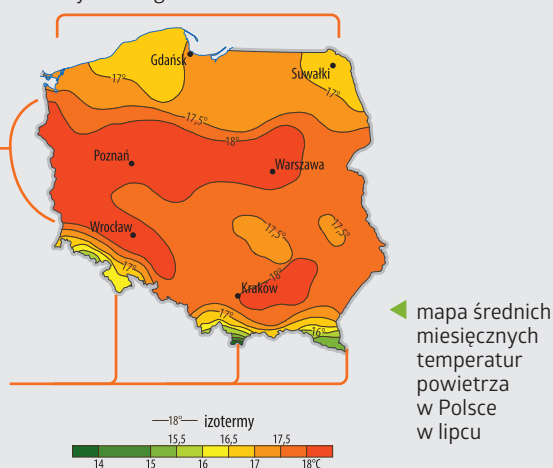 Gdańsk
Suwałki
17°
17°
17,5°
18°
Poznań
Warszawa
Wrocław
17,5°
17,5°
17°
Kraków
18°
17°
16°
mapa średnich
miesięcznych
temperatur
powietrza
w Polsce
w lipcu
18° izotermy
15,5 16,5 17,5
14 15 16 17 18°C